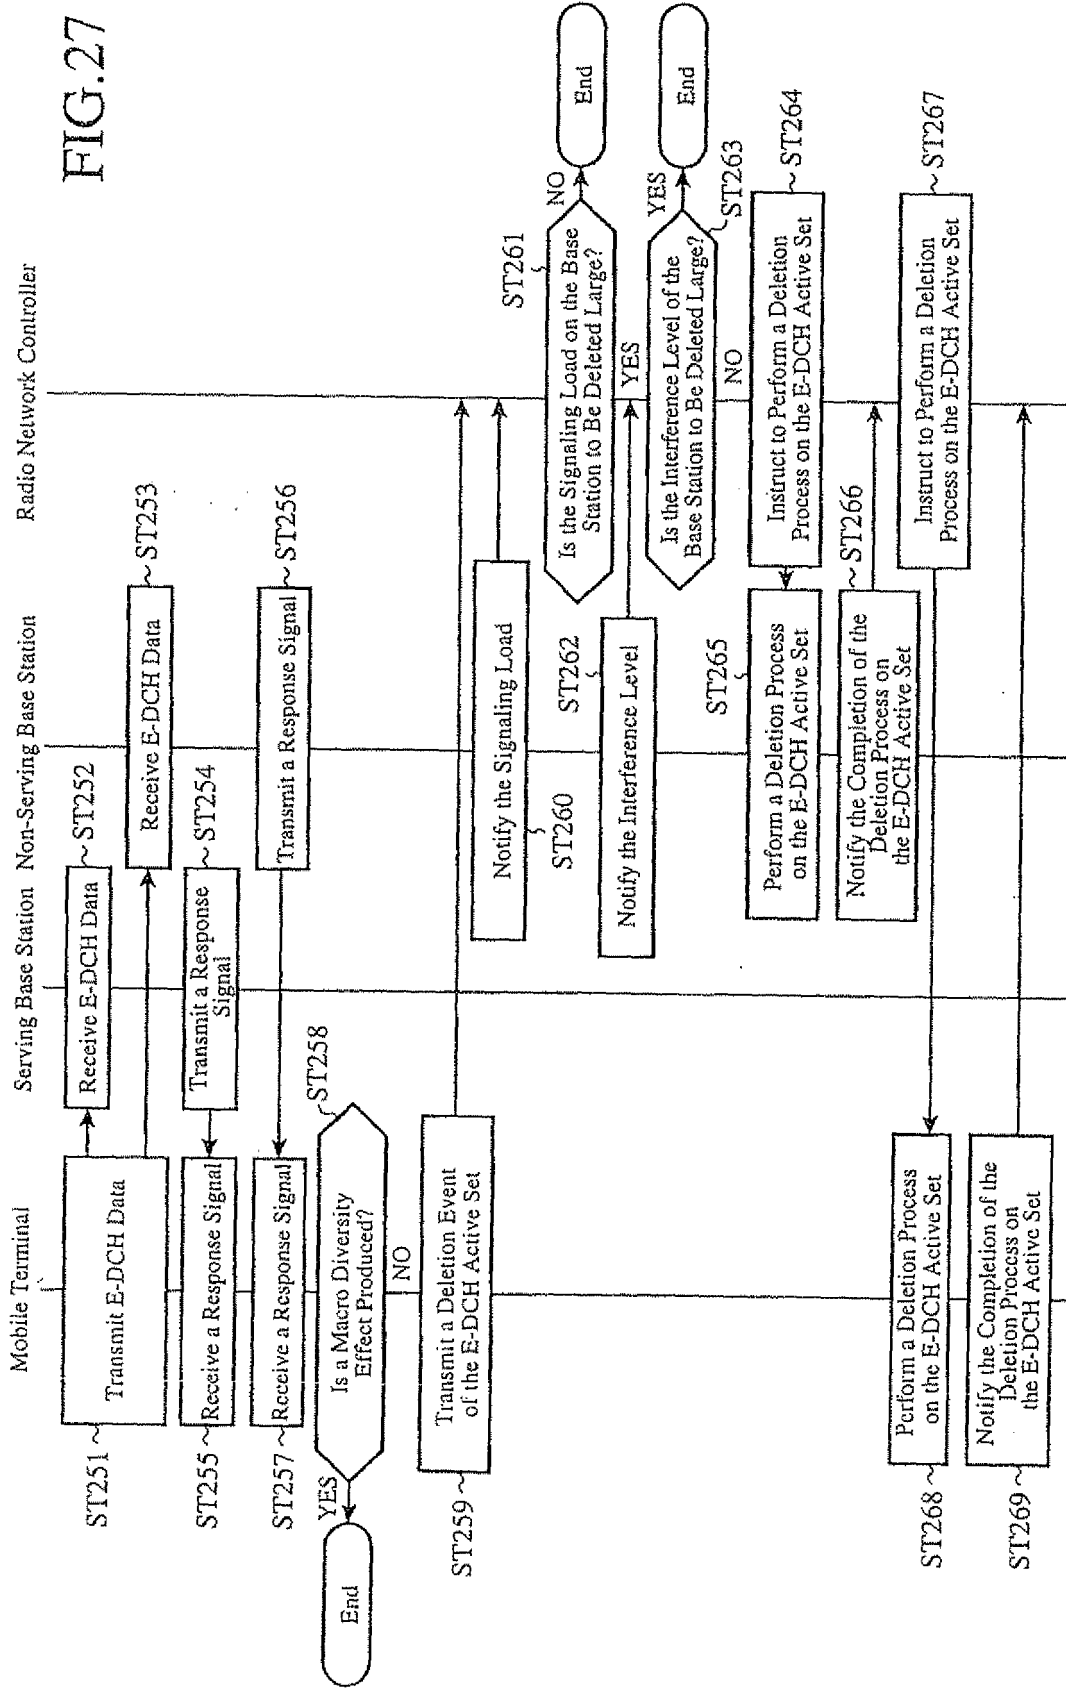 FIG.27
Mobile Terminal
Serving Base Station
Non-Serving Base Station
Radio Network Controller
ST251
Transmit E-DCH Data
Receive E-DCH Data
ST252
Receive E-DCH Data
ST253
Transmit a Response
Signal
ST254
ST255
Receive a Response Signal
Transmit a Response Signal
ST256
ST257
Receive a Response Signal
ST258
Is a Macro Diversity
Effect Produced?
YES
End
NO
ST259
Transmit a Deletion Event
of the E-DCH Active Set
Notify the Signaling Load
ST260
ST261
Is the Signaling Load on the Base
Station to Be Deleted Large?
NO
End
YES
ST262
Notify the Interference Level
Is the Interference Level of the
Base Station to Be Deleted Large?
YES
End
ST263
NO
Instruct to Perform a Deletion
Process on the E-DCH Active Set
ST264
ST265
Perform a Deletion Process
on the E-DCH Active Set
ST266
Notify the Completion of the
Deletion Process on
the E-DCH Active Set
Instruct to Perform a Deletion
Process on the E-DCH Active Set
ST267
ST268
Perform a Deletion Process
on the E-DCH Active Set
ST269
Notify the Completion of the
Deletion Process on
the E-DCH Active Set